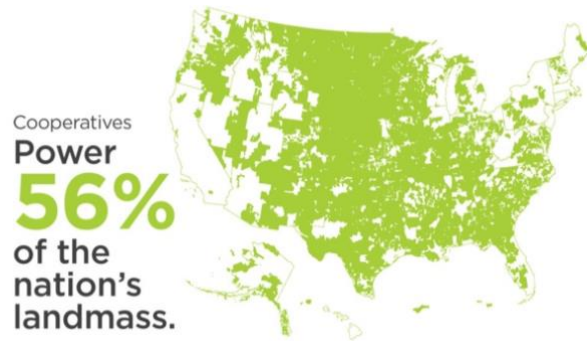 Cooperatives
Power
56%
of the
nation's
landmass.